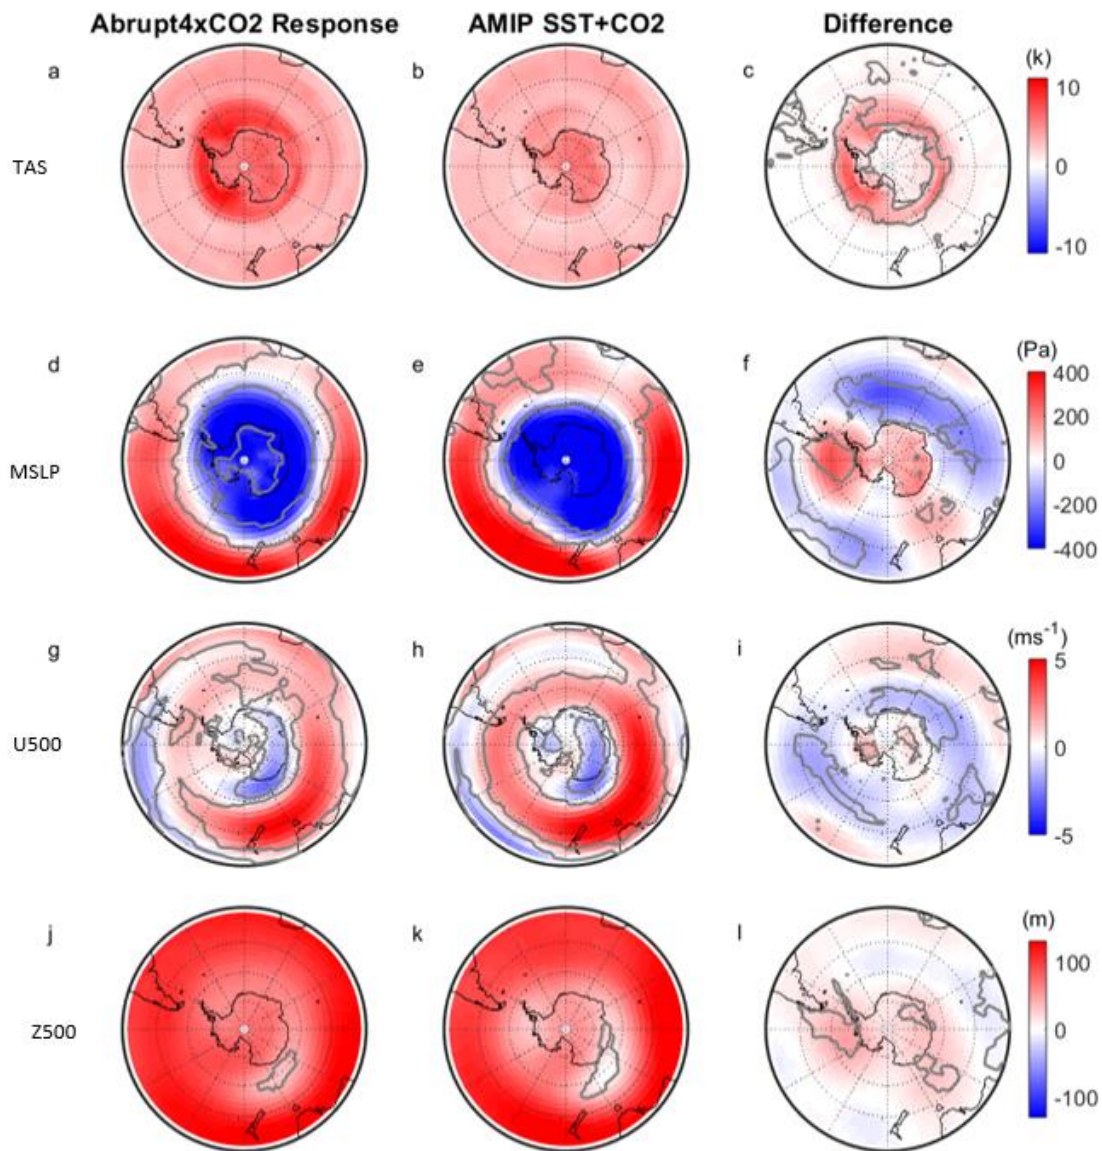 Abrupt4xCO2 Response AMIP SST+CO2 Difference
a b c (k)
10
TAS 0
-10
d e f (Pa)
400
200
MSLP 0
-200
-400
g h i (ms⁻¹)
5
U500 0
-5
j k l (m)
100
Z500 0
-100